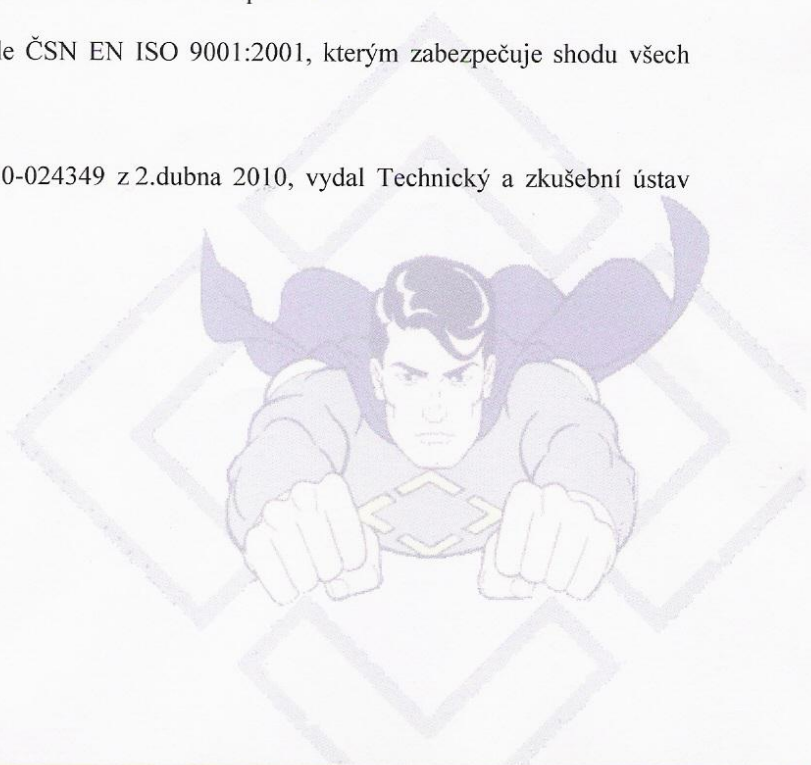 le ČSN EN ISO 9001:2001, kterým zabezpečuje shodu všech
0-024349 z 2.dubna 2010, vydal Technický a zkušební ústav